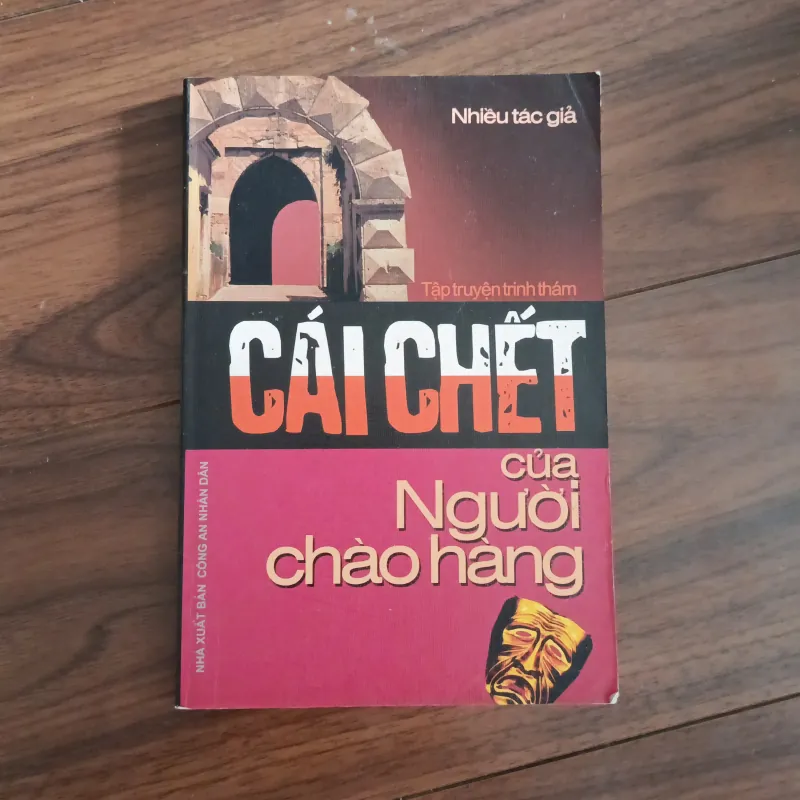 Nhiều tác giả
Tập truyện trinh thám
CÁI CHẾT
của
Người
chào hàng
NHÀ XUẤT BẢN CÔNG AN NHÂN DÂN